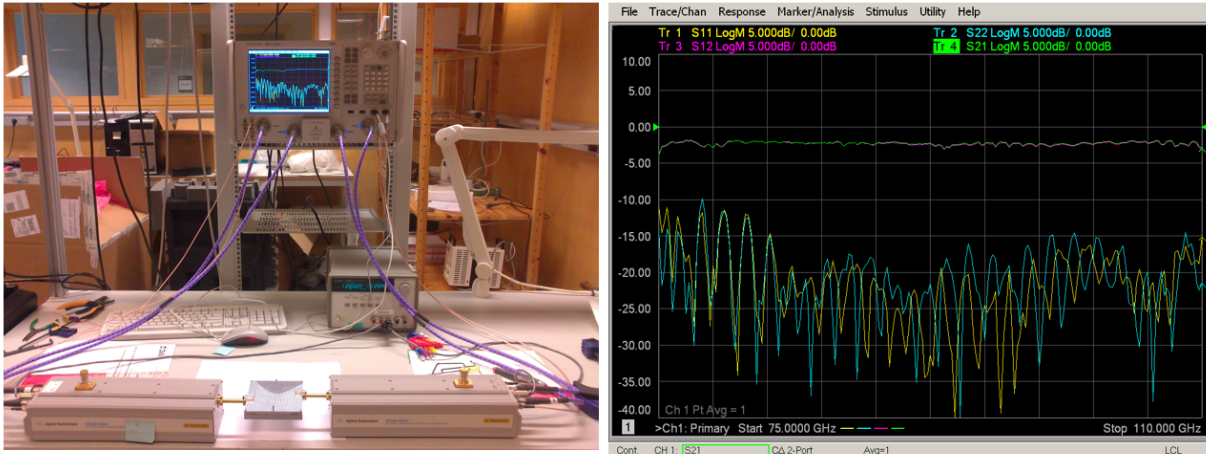 File Trace/Chan Response Marker/Analysis Stimulus Utility Help
Tr 1 S11 LogM 5.000dB/ 0.00dB
Tr 2 S22 LogM 5.000dB/ 0.00dB
Tr 3 S12 LogM 5.000dB/ 0.00dB
Tr 4 S21 LogM 5.000dB/ 0.00dB
10.00
5.00
0.00
-5.00
-10.00
-15.00
-20.00
-25.00
-30.00
-35.00
-40.00
Ch 1 Pt Avg = 1
1 >Ch1: Primary Start 75.0000 GHz Stop 110.000 GHz
Cont. CH 1: S21 C∆ 2-Port Avg=1 LCL
Agilent Technologies
Agilent Technologies